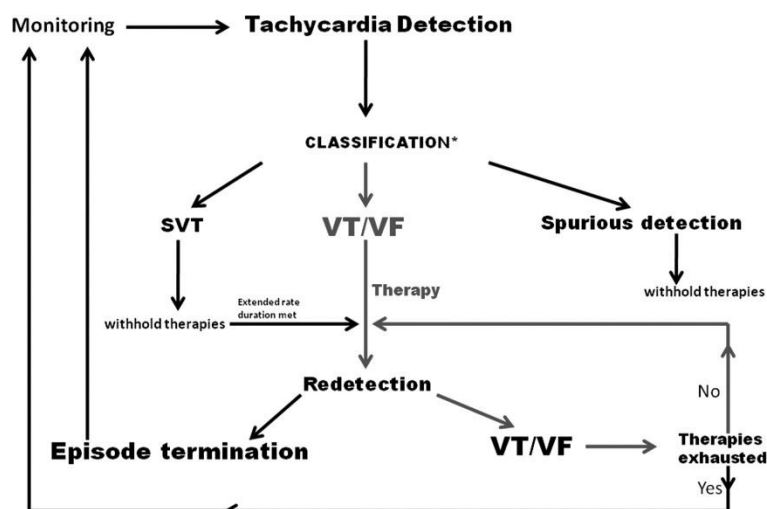 Monitoring
Tachycardia Detection
CLASSIFICATION*
SVT
VT/VF
Spurious detection
Therapy
withhold therapies
withhold therapies
Extended rate
duration met
Redetection
No
Episode termination
VT/VF
Therapies
exhausted
Yes